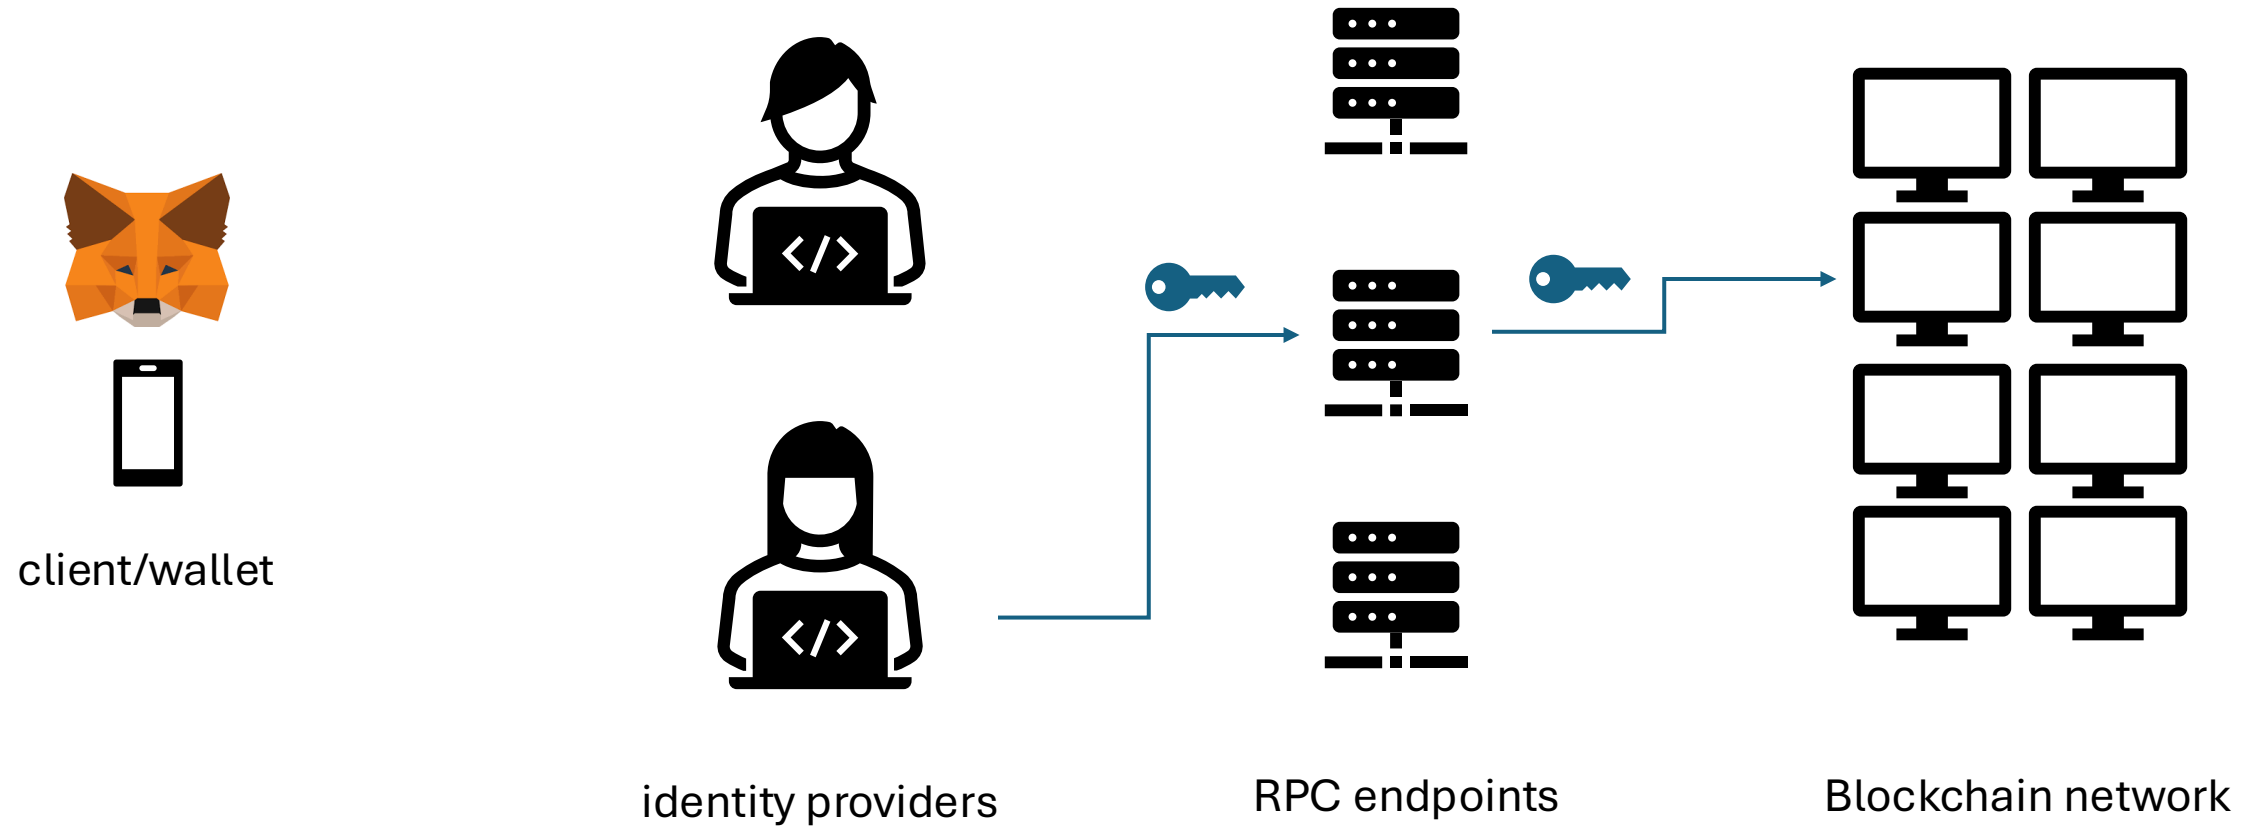 client/wallet
identity providers
RPC endpoints
Blockchain network